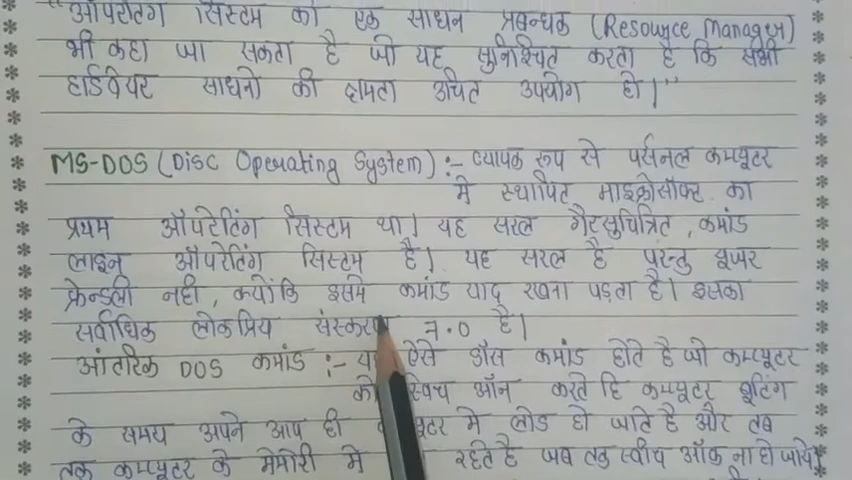 "ऑपरेटिंग सिस्टम को एक साधन प्रबन्धक (Resource Manager)
भी कहा जा सकता है जो यह सुनिश्चित करता है कि सभी
हार्डवेयर साधनो की क्षमता उचित उपयोग हो।"
MS-DOS (Disc Operating System) :- व्यापक रूप से पर्सनल कम्प्यूटर
मे स्थापित माइक्रोसॉफ्ट का
प्रथम ऑपरेटिंग सिस्टम था। यह सरल गैरसुचित्रित, कमांड
लाइन ऑपरेटिंग सिस्टम है। यह सरल है परन्तु यूजर
फ्रेन्डली नही, क्योंकि इसमे कमांड याद रखना पड़ता है। इसका
सर्वाधिक लोकप्रिय संस्करण 7.0 है।
आंतरिक DOS कमांड :- ऐसे डॉस कमांड होते है जो कम्प्यूटर
को स्विच ऑन करते हि कम्प्यूटर बूटिंग
के समय अपने आप ही मे लोड हो जाते है और तब
तक कम्प्यूटर के मेमोरी मे रहते है जब तक स्वीच ऑफ ना हो जाये।